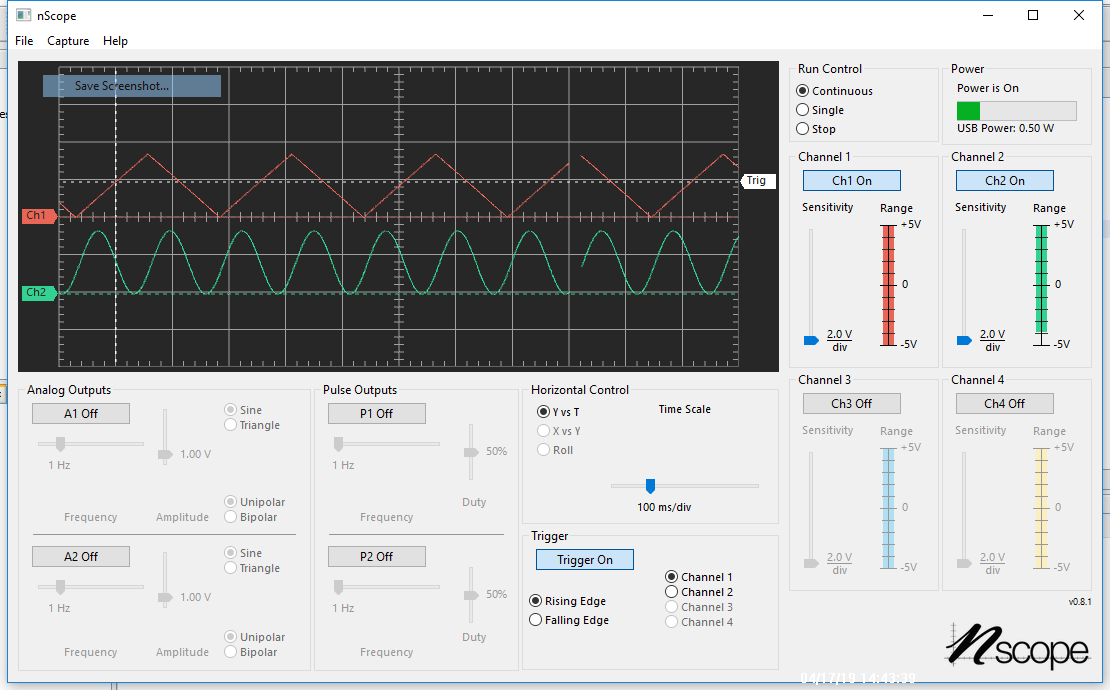 nScope
File Capture Help
Save Screenshot...
Trig
Ch1
Ch2
Run Control
Continuous
Single
Stop
Power
Power is On
USB Power: 0.50 W
Channel 1
Ch1 On
Sensitivity Range
+5V
0
2.0 V
div
-5V
Channel 2
Ch2 On
Sensitivity Range
+5V
0
2.0 V
div
-5V
Channel 3
Ch3 Off
Sensitivity Range
+5V
0
2.0 V
div
-5V
Channel 4
Ch4 Off
Sensitivity Range
+5V
0
2.0 V
div
-5V
Analog Outputs
A1 Off
Sine
Triangle
1 Hz
1.00 V
Unipolar
Bipolar
Frequency Amplitude
A2 Off
Sine
Triangle
1 Hz
1.00 V
Unipolar
Bipolar
Frequency Amplitude
Pulse Outputs
P1 Off
1 Hz
50%
Duty
Frequency
P2 Off
1 Hz
50%
Duty
Frequency
Horizontal Control
Y vs T
X vs Y
Roll
Time Scale
100 ms/div
Trigger
Trigger On
Rising Edge
Falling Edge
Channel 1
Channel 2
Channel 3
Channel 4
v0.8.1
nscope
04/17/19 14:43:39